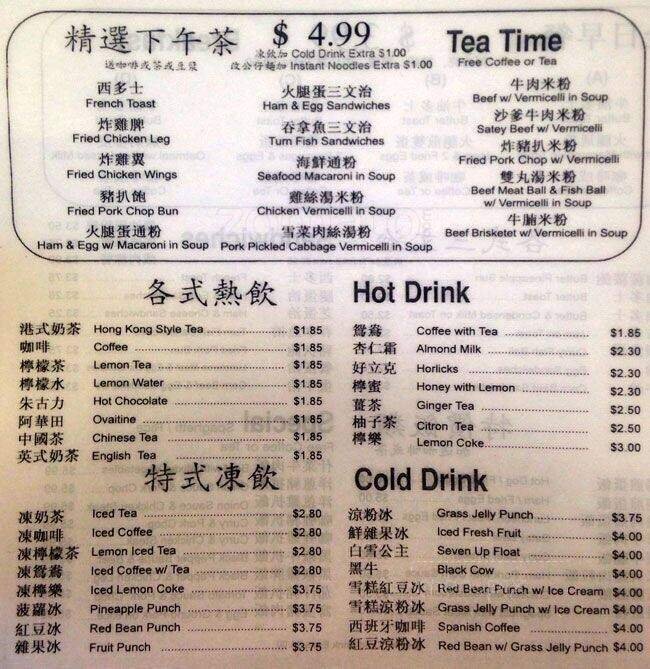 精選下午茶 $ 4.99 Tea Time
送咖啡或茶或豆漿 凍飲加 Cold Drink Extra $1.00 Free Coffee or Tea
改公仔麵加 Instant Noodles Extra $1.00
西多士 火腿蛋三文治 牛肉米粉
French Toast Ham & Egg Sandwiches Beef w/ Vermicelli in Soup
炸雞脾 吞拿魚三文治 沙爹牛肉米粉
Fried Chicken Leg Turn Fish Sandwiches Satey Beef w/ Vermicelli
炸雞翼 海鮮通粉 炸豬扒米粉
Fried Chicken Wings Seafood Macaroni in Soup Fried Pork Chop w/ Vermicelli
豬扒飽 雞絲湯米粉 雙丸湯米粉
Fried Pork Chop Bun Chicken Vermicelli in Soup Beef Meat Ball & Fish Ball
w/ Vermicelli in Soup
火腿蛋通粉 雪菜肉絲湯粉 牛腩米粉
Ham & Egg w/ Macaroni in Soup Pork Pickled Cabbage Vermicelli in Soup Beef Brisketet w/ Vermicelli in Soup
各式熱飲 Hot Drink
港式奶茶 Hong Kong Style Tea $1.85
咖啡 Coffee $1.85
檸檬茶 Lemon Tea $1.85
檸檬水 Lemon Water $1.85
朱古力 Hot Chocolate $1.85
阿華田 Ovaitine $1.85
中國茶 Chinese Tea $1.85
英式奶茶 English Tea $1.85
鴛鴦 Coffee with Tea $1.85
杏仁霜 Almond Milk $2.30
好立克 Horlicks $2.30
檸蜜 Honey with Lemon $2.30
薑茶 Ginger Tea $2.50
柚子茶 Citron Tea $2.50
檸樂 Lemon Coke $3.00
特式凍飲 Cold Drink
凍奶茶 Iced Tea $2.80
凍咖啡 Iced Coffee $2.80
凍檸檬茶 Lemon Iced Tea $2.80
凍鴛鴦 Iced Coffee w/ Tea $2.80
凍檸樂 Iced Lemon Coke $3.75
菠蘿冰 Pineapple Punch $3.75
紅豆冰 Red Bean Punch $3.75
雜果冰 Fruit Punch $3.75
涼粉冰 Grass Jelly Punch $3.75
鮮雜果冰 Iced Fresh Fruit $4.00
白雪公主 Seven Up Float $4.00
黑牛 Black Cow $4.00
雪糕紅豆冰 Red Bean Punch w/ Ice Cream $4.00
雪糕涼粉冰 Grass Jelly Punch w/ Ice Cream $4.00
西班牙咖啡 Spanish Coffee $4.00
紅豆涼粉冰 Red Bean w/ Grass Jelly Punch $4.00